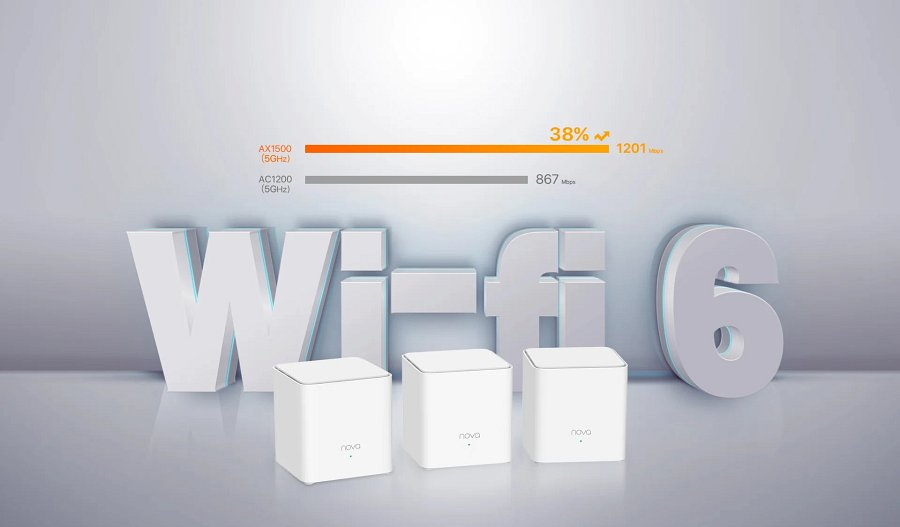 38%
AX1500 1201 Mbps
(5GHz)
AC1200 867 Mbps
(5GHz)
Wi-fi 6
nova nova nova